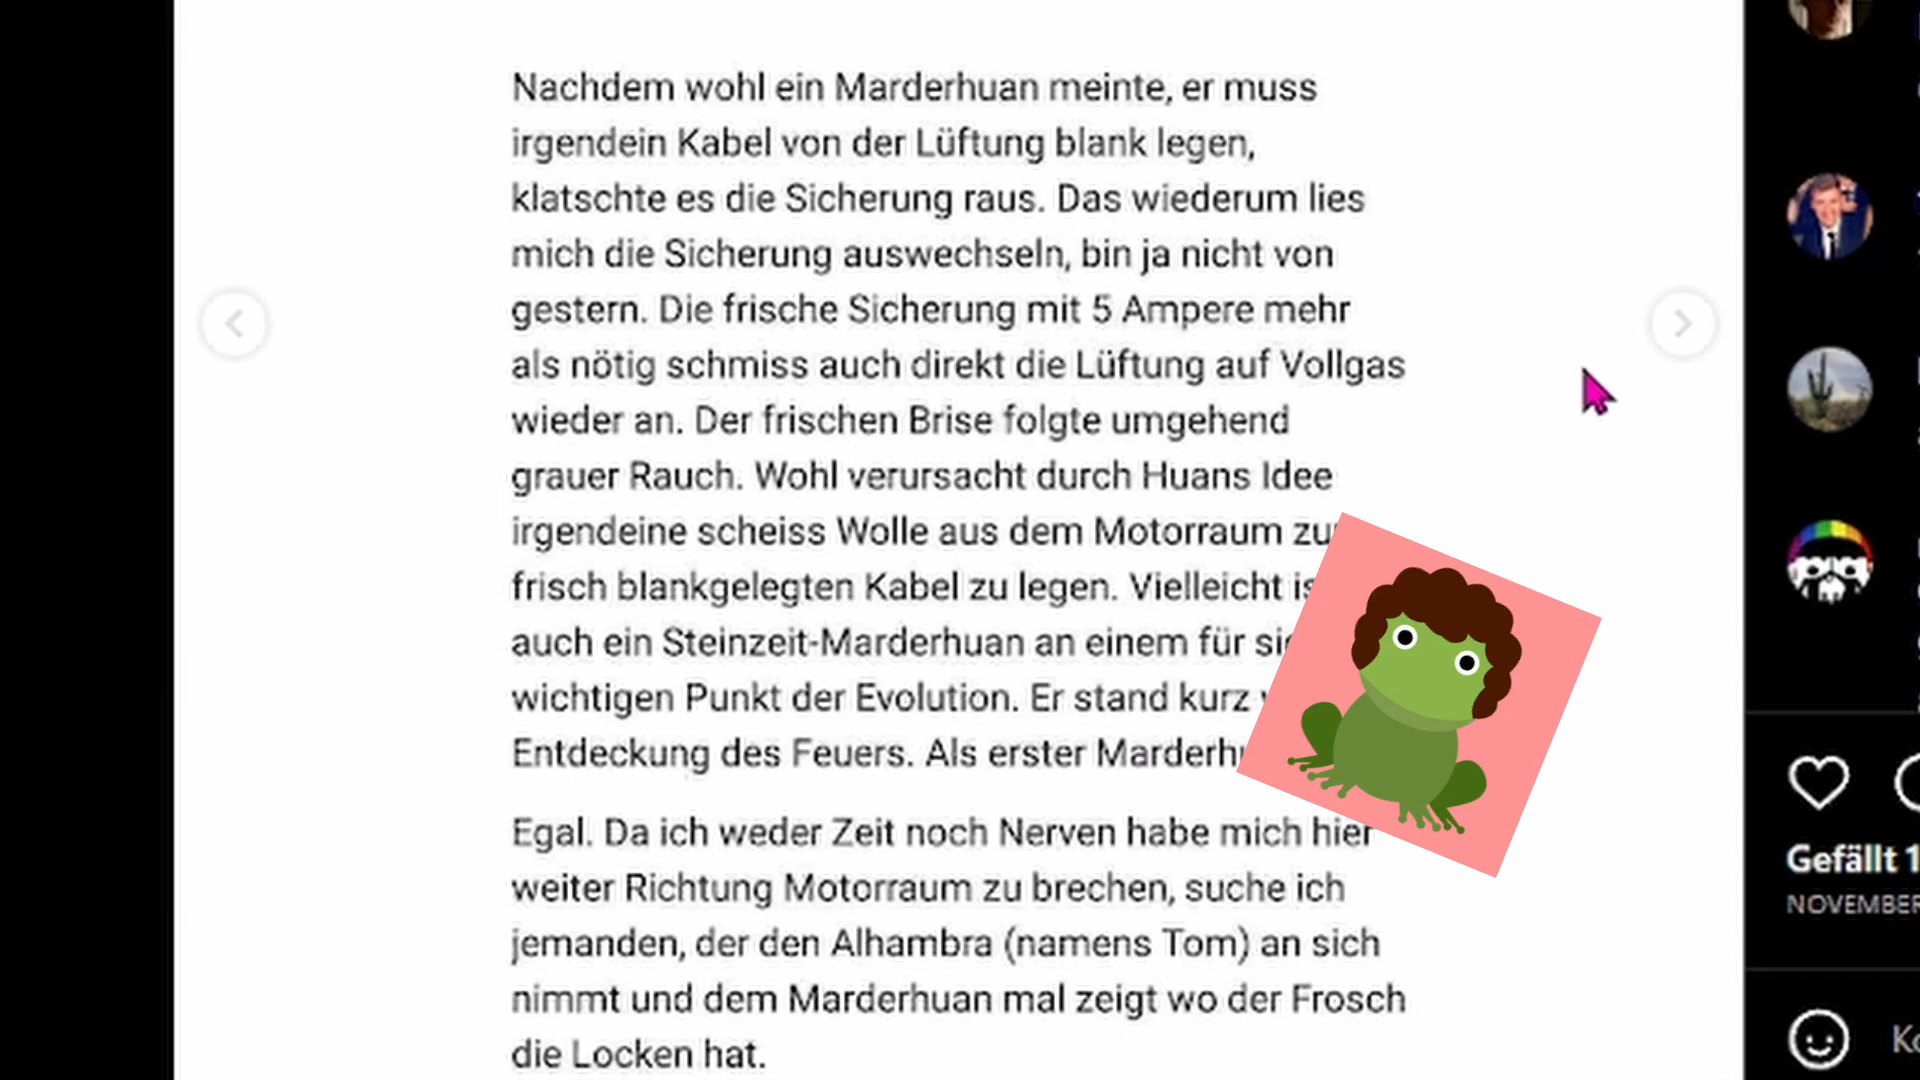 Nachdem wohl ein Marderhuan meinte, er muss
irgendein Kabel von der Lüftung blank legen,
klatschte es die Sicherung raus. Das wiederum lies
mich die Sicherung auswechseln, bin ja nicht von
gestern. Die frische Sicherung mit 5 Ampere mehr
als nötig schmiss auch direkt die Lüftung auf Vollgas
wieder an. Der frischen Brise folgte umgehend
grauer Rauch. Wohl verursacht durch Huans Idee
irgendeine scheiss Wolle aus dem Motorraum
frisch blankgelegten Kabel zu legen. Vielleicht
auch ein Steinzeit-Marderhuan an einem für
wichtigen Punkt der Evolution. Er stand kurz
Entdeckung des Feuers. Als erster
Egal. Da ich weder Zeit noch Nerven habe mich hier
weiter Richtung Motorraum zu brechen, suche ich
jemanden, der den Alhambra (namens Tom) an sich
nimmt und dem Marderhuan mal zeigt wo der Frosch
die Locken hat.
Gefällt
NOVEMBER